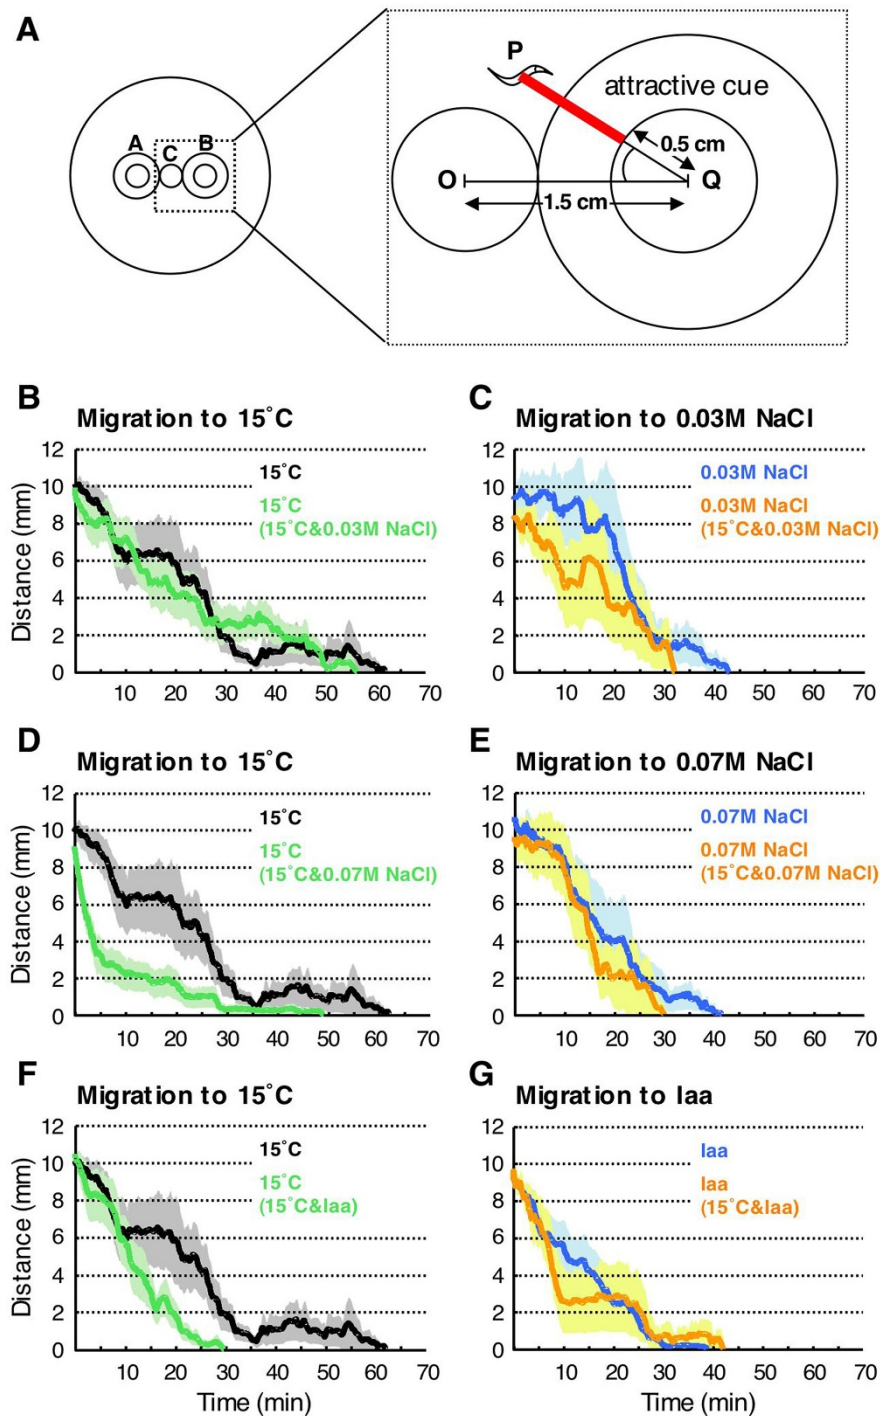 A
A
C
B
P
attractive cue
0.5 cm
O
Q
1.5 cm
B
Migration to 15˚C
12
10
8
6
4
2
0
Distance (mm)
15˚C
15˚C
(15˚C&0.03M NaCl)
10 20 30 40 50 60 70
C
Migration to 0.03M NaCl
12
10
8
6
4
2
0
0.03M NaCl
0.03M NaCl
(15˚C&0.03M NaCl)
10 20 30 40 50 60 70
D
Migration to 15˚C
12
10
8
6
4
2
0
Distance (mm)
15˚C
15˚C
(15˚C&0.07M NaCl)
10 20 30 40 50 60 70
E
Migration to 0.07M NaCl
12
10
8
6
4
2
0
0.07M NaCl
0.07M NaCl
(15˚C&0.07M NaCl)
10 20 30 40 50 60 70
F
Migration to 15˚C
12
10
8
6
4
2
0
Distance (mm)
15˚C
15˚C
(15˚C&Iaa)
10 20 30 40 50 60 70
Time (min)
G
Migration to Iaa
12
10
8
6
4
2
0
Iaa
Iaa
(15˚C&Iaa)
10 20 30 40 50 60 70
Time (min)